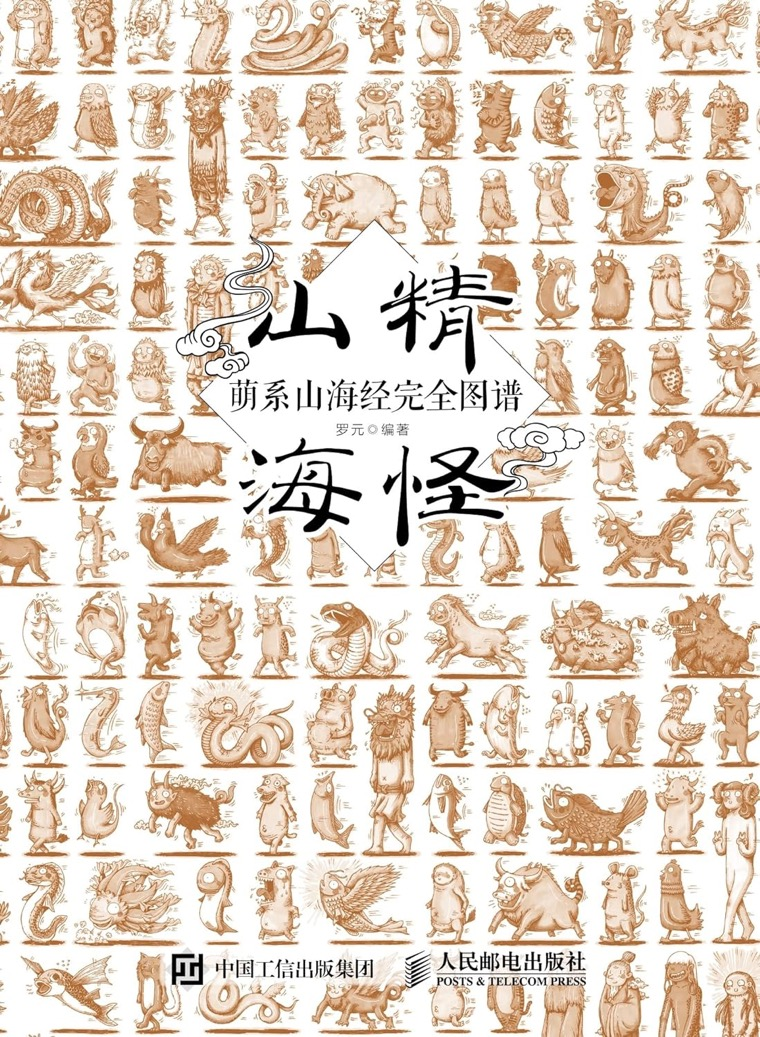 山精
萌系山海经完全图谱
罗元◎编著
海怪
中国工信出版集团
人民邮电出版社
POSTS & TELECOM PRESS